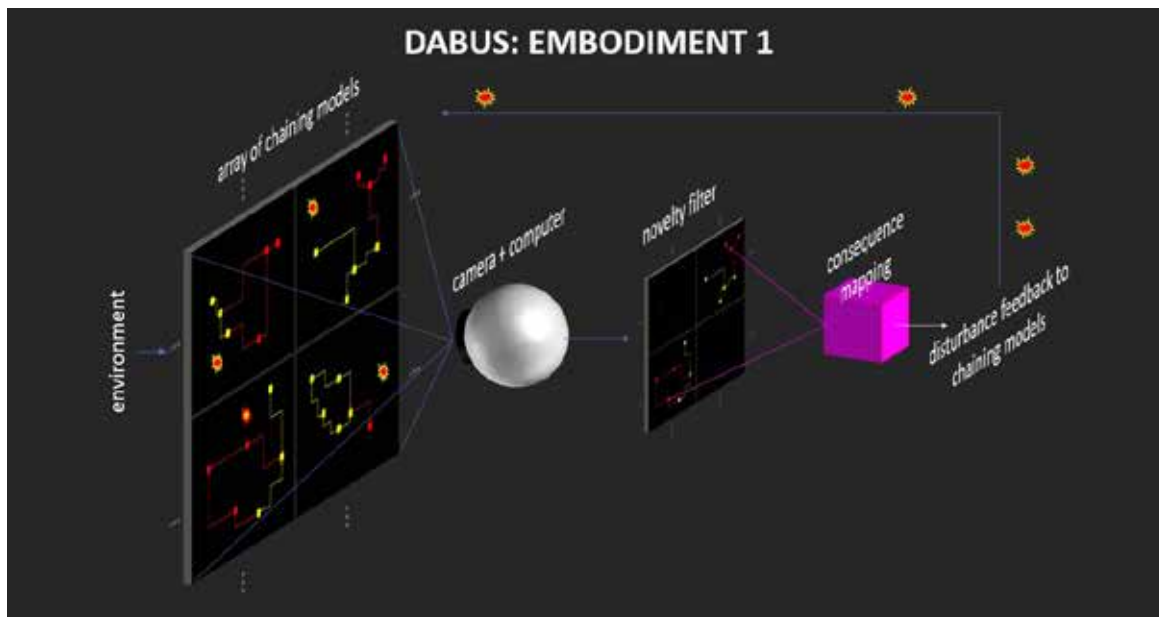 DABUS: EMBODIMENT 1
array of chaining models
camera + computer
novelty filter
consequence
mapping
environment
disturbance feedback to
chaining models